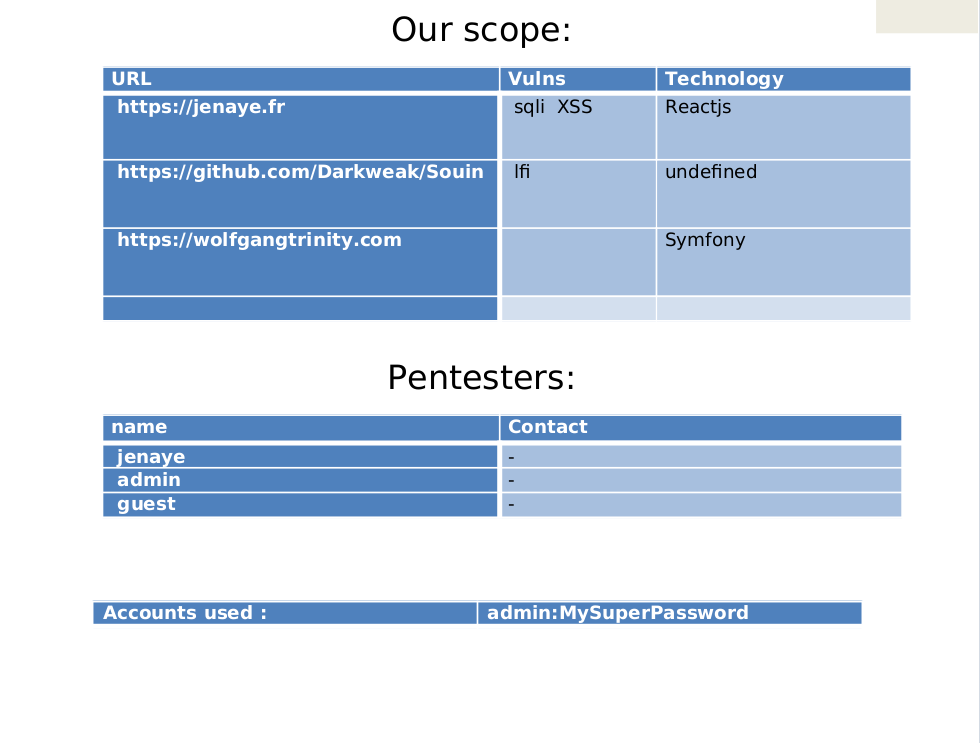 Our scope:
URL Vulns Technology
https://jenaye.fr sqli XSS Reactjs
https://github.com/Darkweak/Souin lfi undefined
https://wolfgangtrinity.com Symfony
Pentesters:
name Contact
jenaye -
admin -
guest -
Accounts used : admin:MySuperPassword